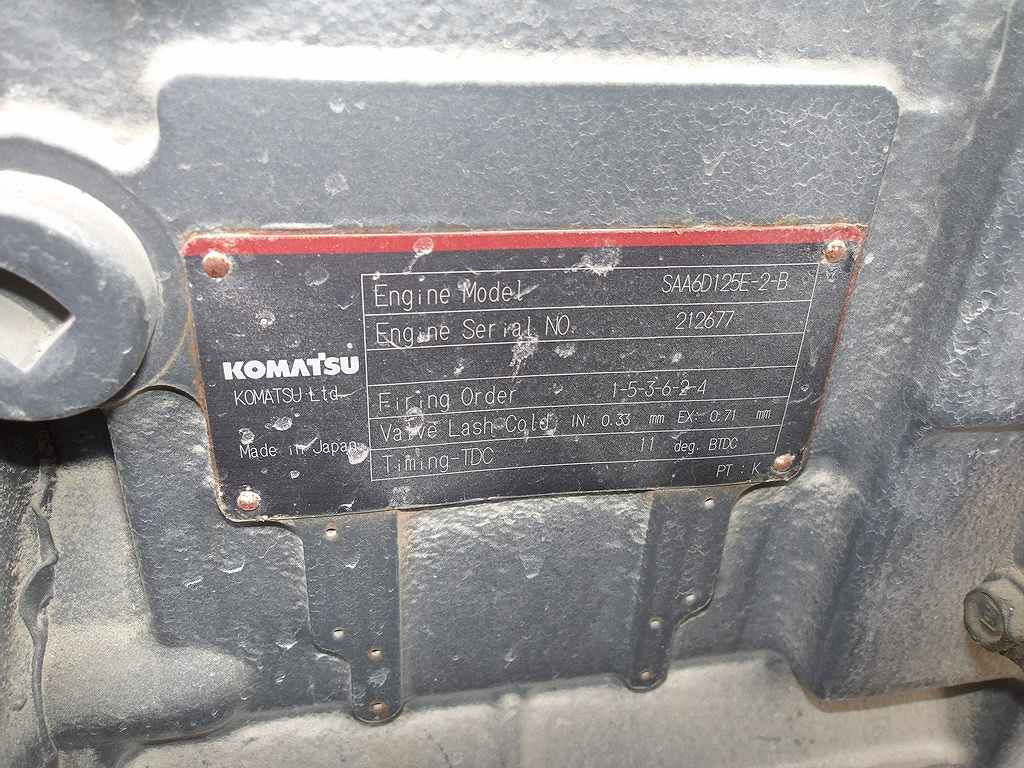 Engine Model SAA6D125E-2-B
Engine Serial NO. 212677
KOMATSU
KOMATSU Ltd.
Made in Japan
Firing Order 1-5-3-6-2-4
Valve Lash Cold IN: 0.33 mm EX: 0.71 mm
Timing-TDC 11 deg. BTDC
PT : K